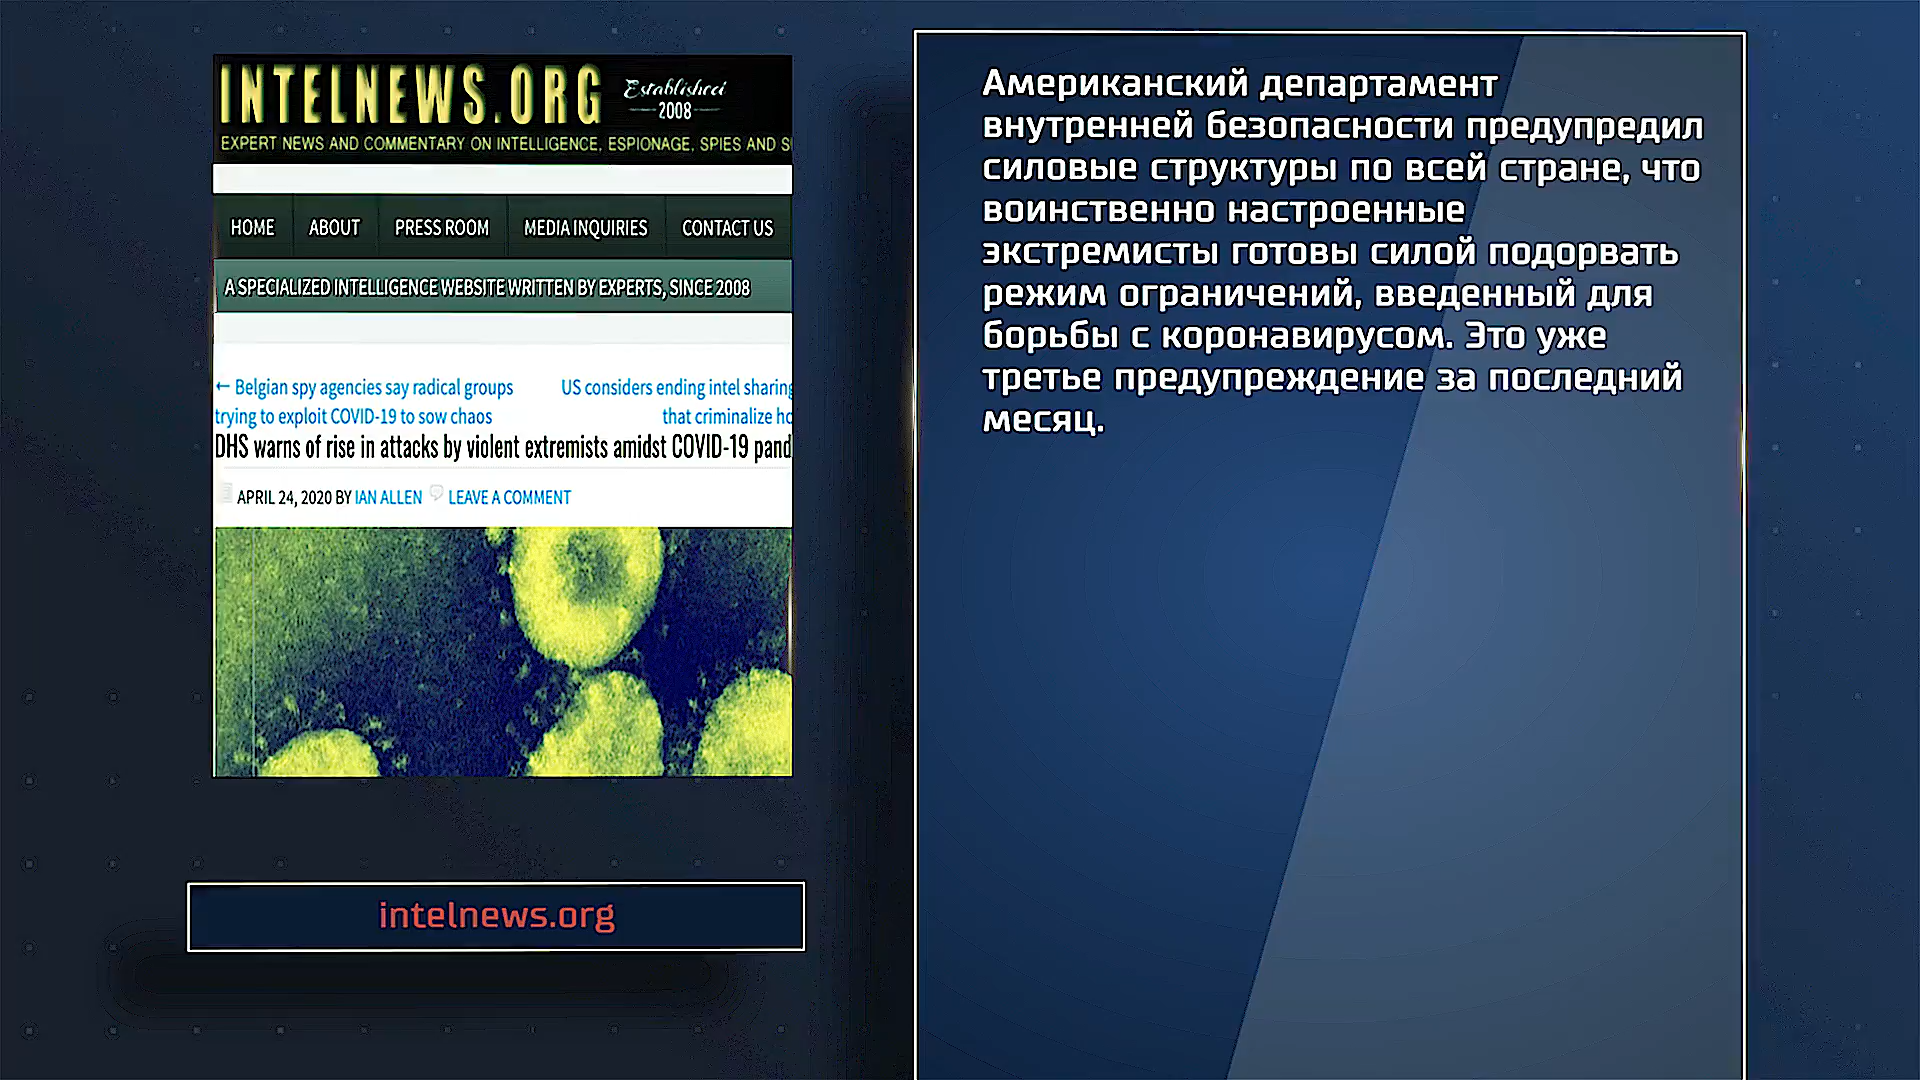 INTELNEWS.ORG
Established
2008
EXPERT NEWS AND COMMENTARY ON INTELLIGENCE, ESPIONAGE, SPIES AND
HOME ABOUT PRESS ROOM MEDIA INQUIRIES CONTACT US
A SPECIALIZED INTELLIGENCE WEBSITE WRITTEN BY EXPERTS, SINCE 2008
← Belgian spy agencies say radical groups
trying to exploit COVID-19 to sow chaos
US considers ending intel sharing
that criminalize
DHS warns of rise in attacks by violent extremists amidst COVID-19
APRIL 24, 2020 BY IAN ALLEN LEAVE A COMMENT
intelnews.org
Американский департамент
внутренней безопасности предупредил
силовые структуры по всей стране, что
воинственно настроенные
экстремисты готовы силой подорвать
режим ограничений, введенный для
борьбы с коронавирусом. Это уже
третье предупреждение за последний
месяц.